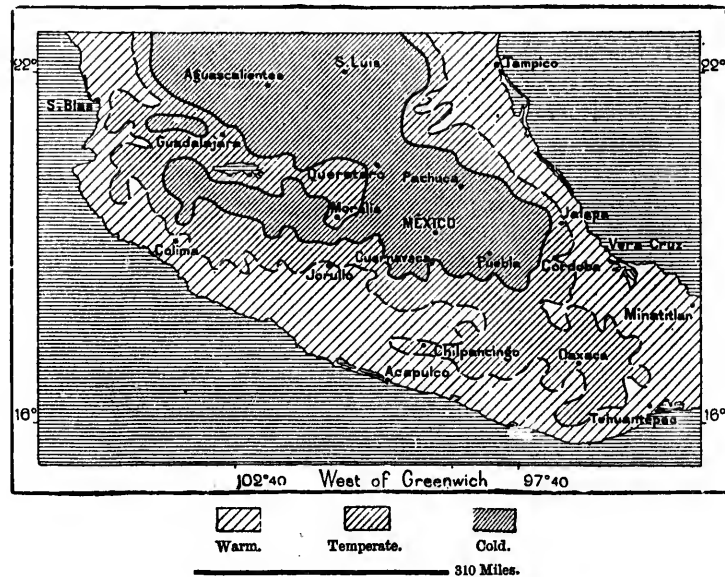 22°
S. Luis
Tampico
22°
Aguascalientes
S. Blas
Guadalajara
Queretaro
Pachuca
Morelia
MÉXICO
Jalapa
Vera Cruz
Colima
Cuernavaca
Puebla
Cordoba
Jorullo
Minatitlan
Chilpancingo
Oaxaca
Acapulco
16°
Tehuantepec
16°
102°40 West of Greenwich 97°40
Warm. Temperate. Cold.
310 Miles.